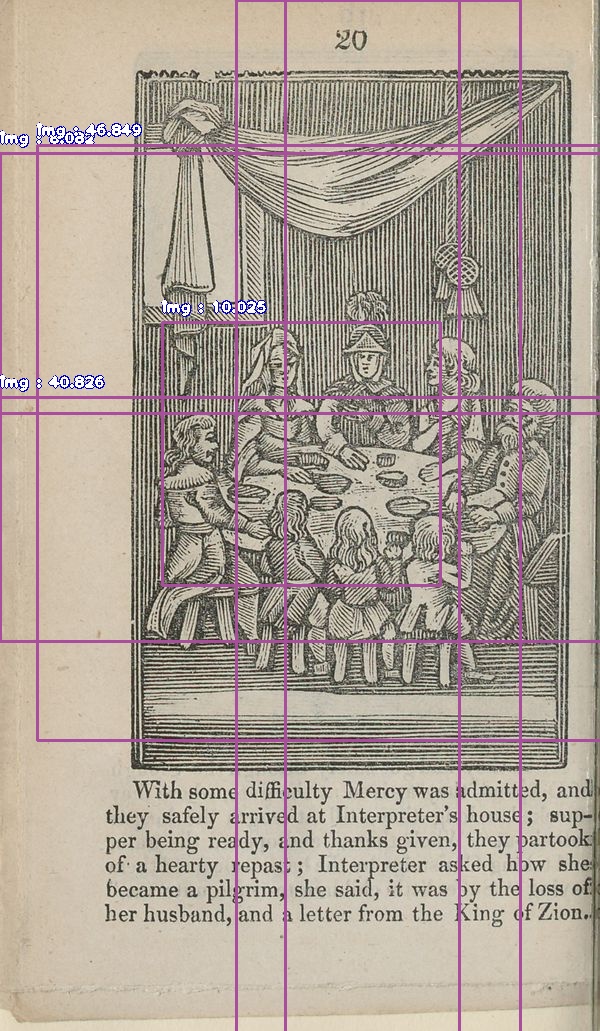 20
img : 46.849
img : 8.082
img : 10.025
img : 40.826
With some difficulty Mercy was admitted, and
they safely arrived at Interpreter's house; sup-
per being ready, and thanks given, they partook
of a hearty repast; Interpreter asked how she
became a pilgrim, she said, it was by the loss of
her husband, and a letter from the King of Zion.